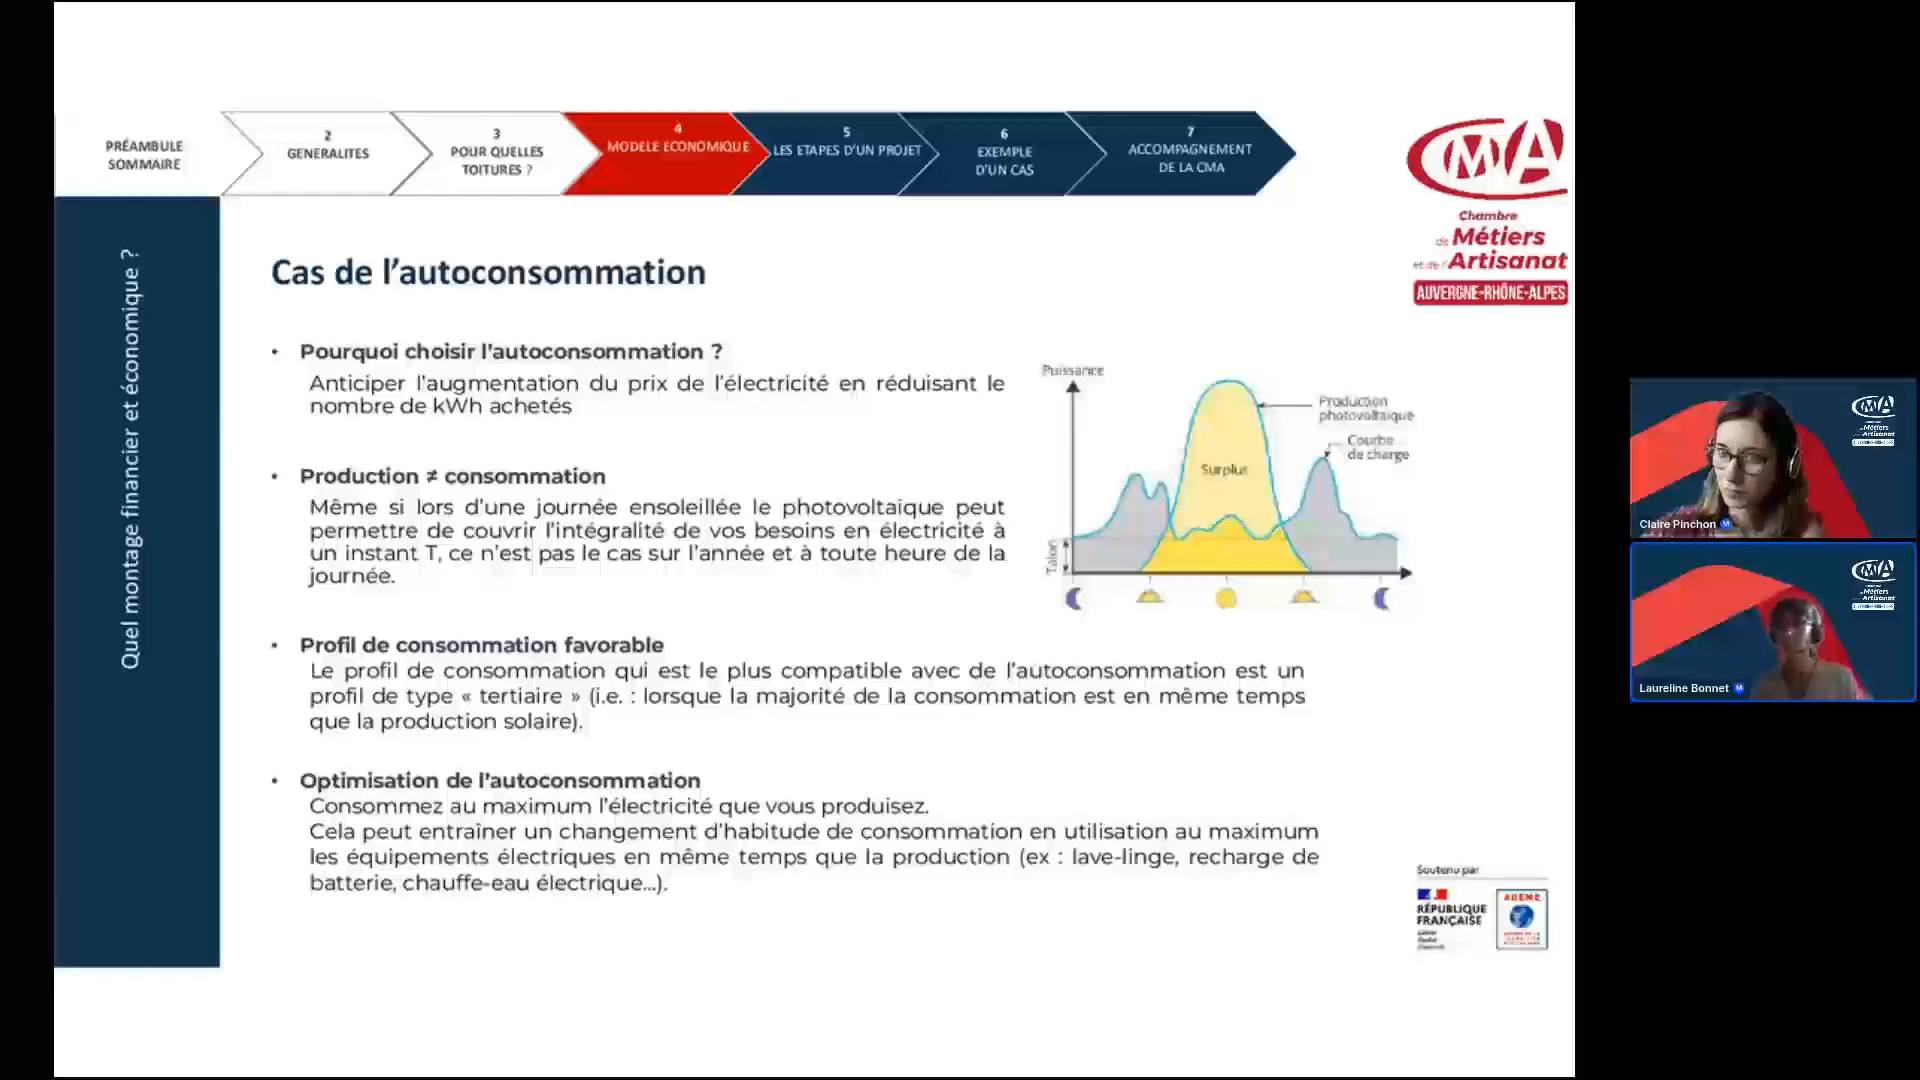 PRÉAMBULE
SOMMAIRE
2
GENERALITES
3
POUR QUELLES
TOITURES ?
4
MODELE ECONOMIQUE
5
LES ETAPES D'UN PROJET
6
EXEMPLE
D'UN CAS
7
ACCOMPAGNEMENT
DE LA CMA
CMA
Chambre
de Métiers
et de l'Artisanat
AUVERGNE-RHÔNE-ALPES
Quel montage financier et économique ?
Cas de l'autoconsommation
• Pourquoi choisir l'autoconsommation ?
Anticiper l'augmentation du prix de l'électricité en réduisant le
nombre de kWh achetés
• Production ≠ consommation
Même si lors d'une journée ensoleillée le photovoltaïque peut
permettre de couvrir l'intégralité de vos besoins en électricité à
un instant T, ce n'est pas le cas sur l'année et à toute heure de la
journée.
Puissance
Production
photovoltaïque
Courbe
de charge
Surplus
Talon
• Profil de consommation favorable
Le profil de consommation qui est le plus compatible avec de l'autoconsommation est un
profil de type « tertiaire » (i.e. : lorsque la majorité de la consommation est en même temps
que la production solaire).
• Optimisation de l'autoconsommation
Consommez au maximum l'électricité que vous produisez.
Cela peut entraîner un changement d'habitude de consommation en utilisation au maximum
les équipements électriques en même temps que la production (ex : lave-linge, recharge de
batterie, chauffe-eau électrique...).
Soutenu par
RÉPUBLIQUE
FRANÇAISE
ADEME
CMA
Claire Pinchon M
CMA
Laureline Bonnet M